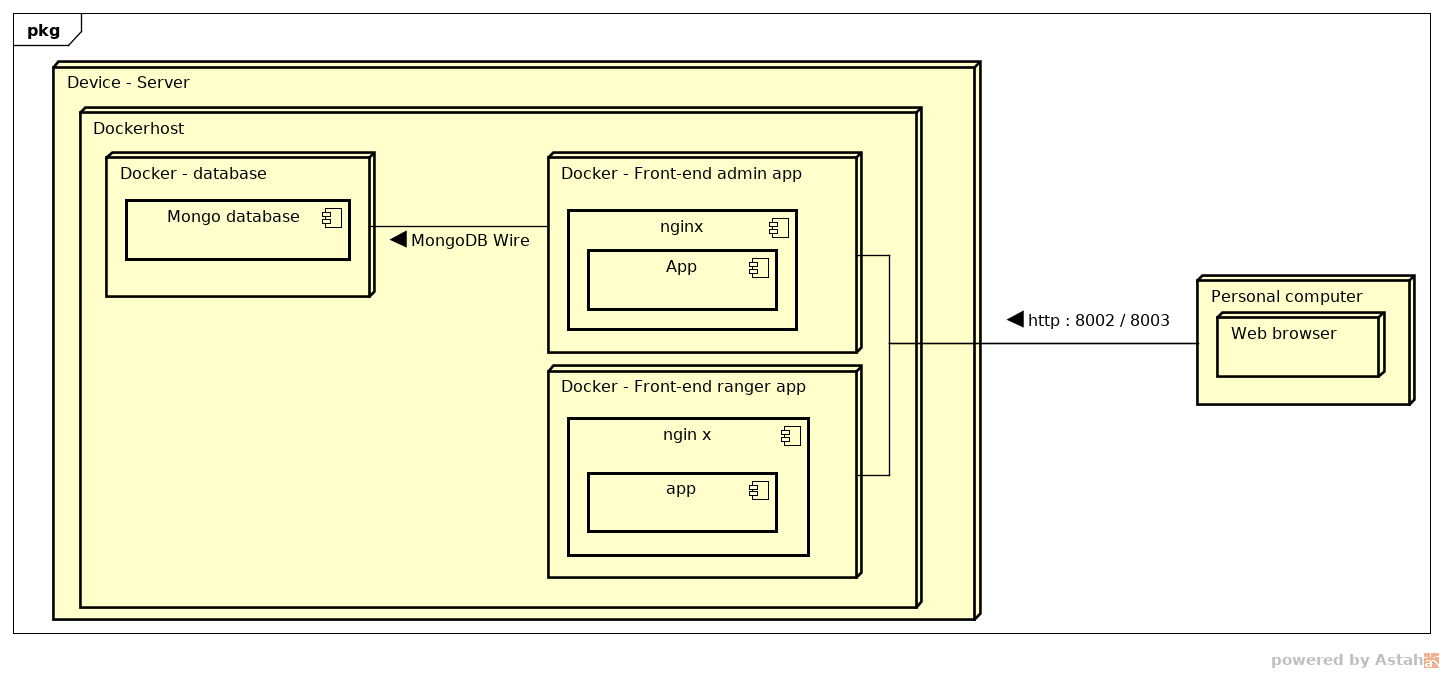 pkg
Device - Server
Dockerhost
Docker - database
Mongo database
MongoDB Wire
Docker - Front-end admin app
nginx
App
Docker - Front-end ranger app
ngin x
app
http : 8002 / 8003
Personal computer
Web browser
powered by Astah